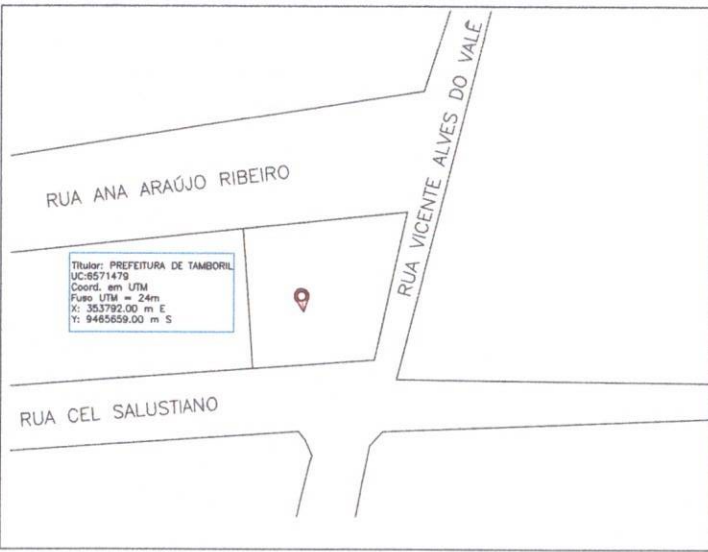 RUA VICENTE ALVES DO VALE
RUA ANA ARAÚJO RIBEIRO
Titular: PREFEITURA DE TAMBORIL
UC:6571479
Coord. em UTM
Fuso UTM = 24m
X: 353792.00 m E
Y: 9465659.00 m S
RUA CEL SALUSTIANO